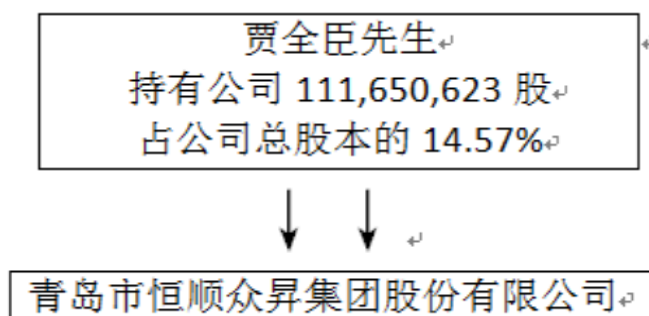 贾全臣先生
持有公司 111,650,623 股
占公司总股本的 14.57%
青岛市恒顺众昇集团股份有限公司